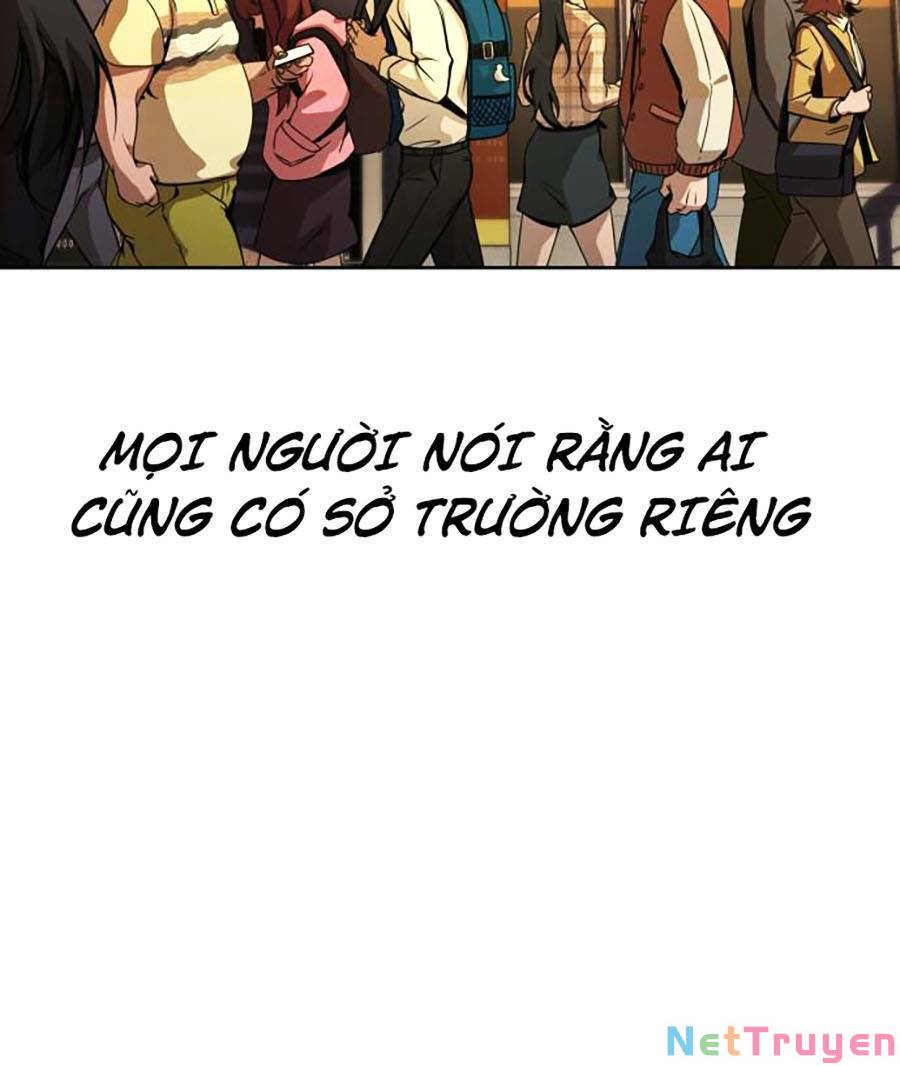 MỌI NGƯỜI NÓI RẰNG AI
CŨNG CÓ SỞ TRƯỜNG RIÊNG
NetTruyen